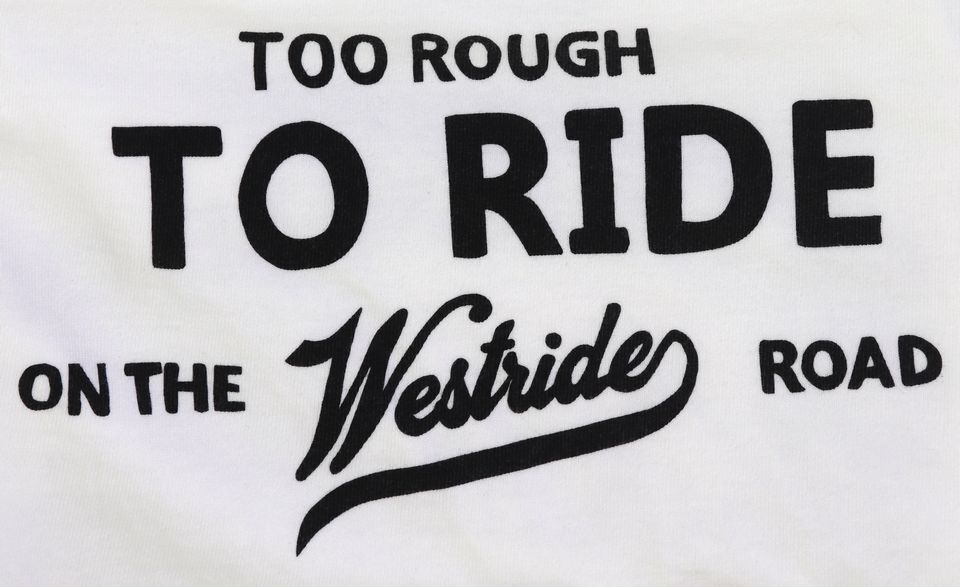 TOO ROUGH
TO RIDE
ON THE Westride ROAD